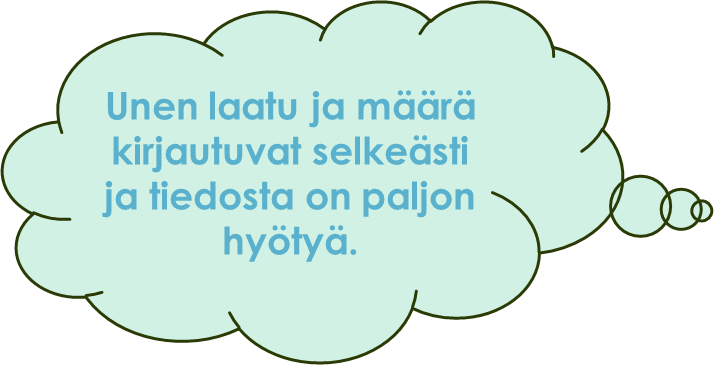 Unen laatu ja määrä
kirjautuvat selkeästi
ja tiedosta on paljon
hyötyä.